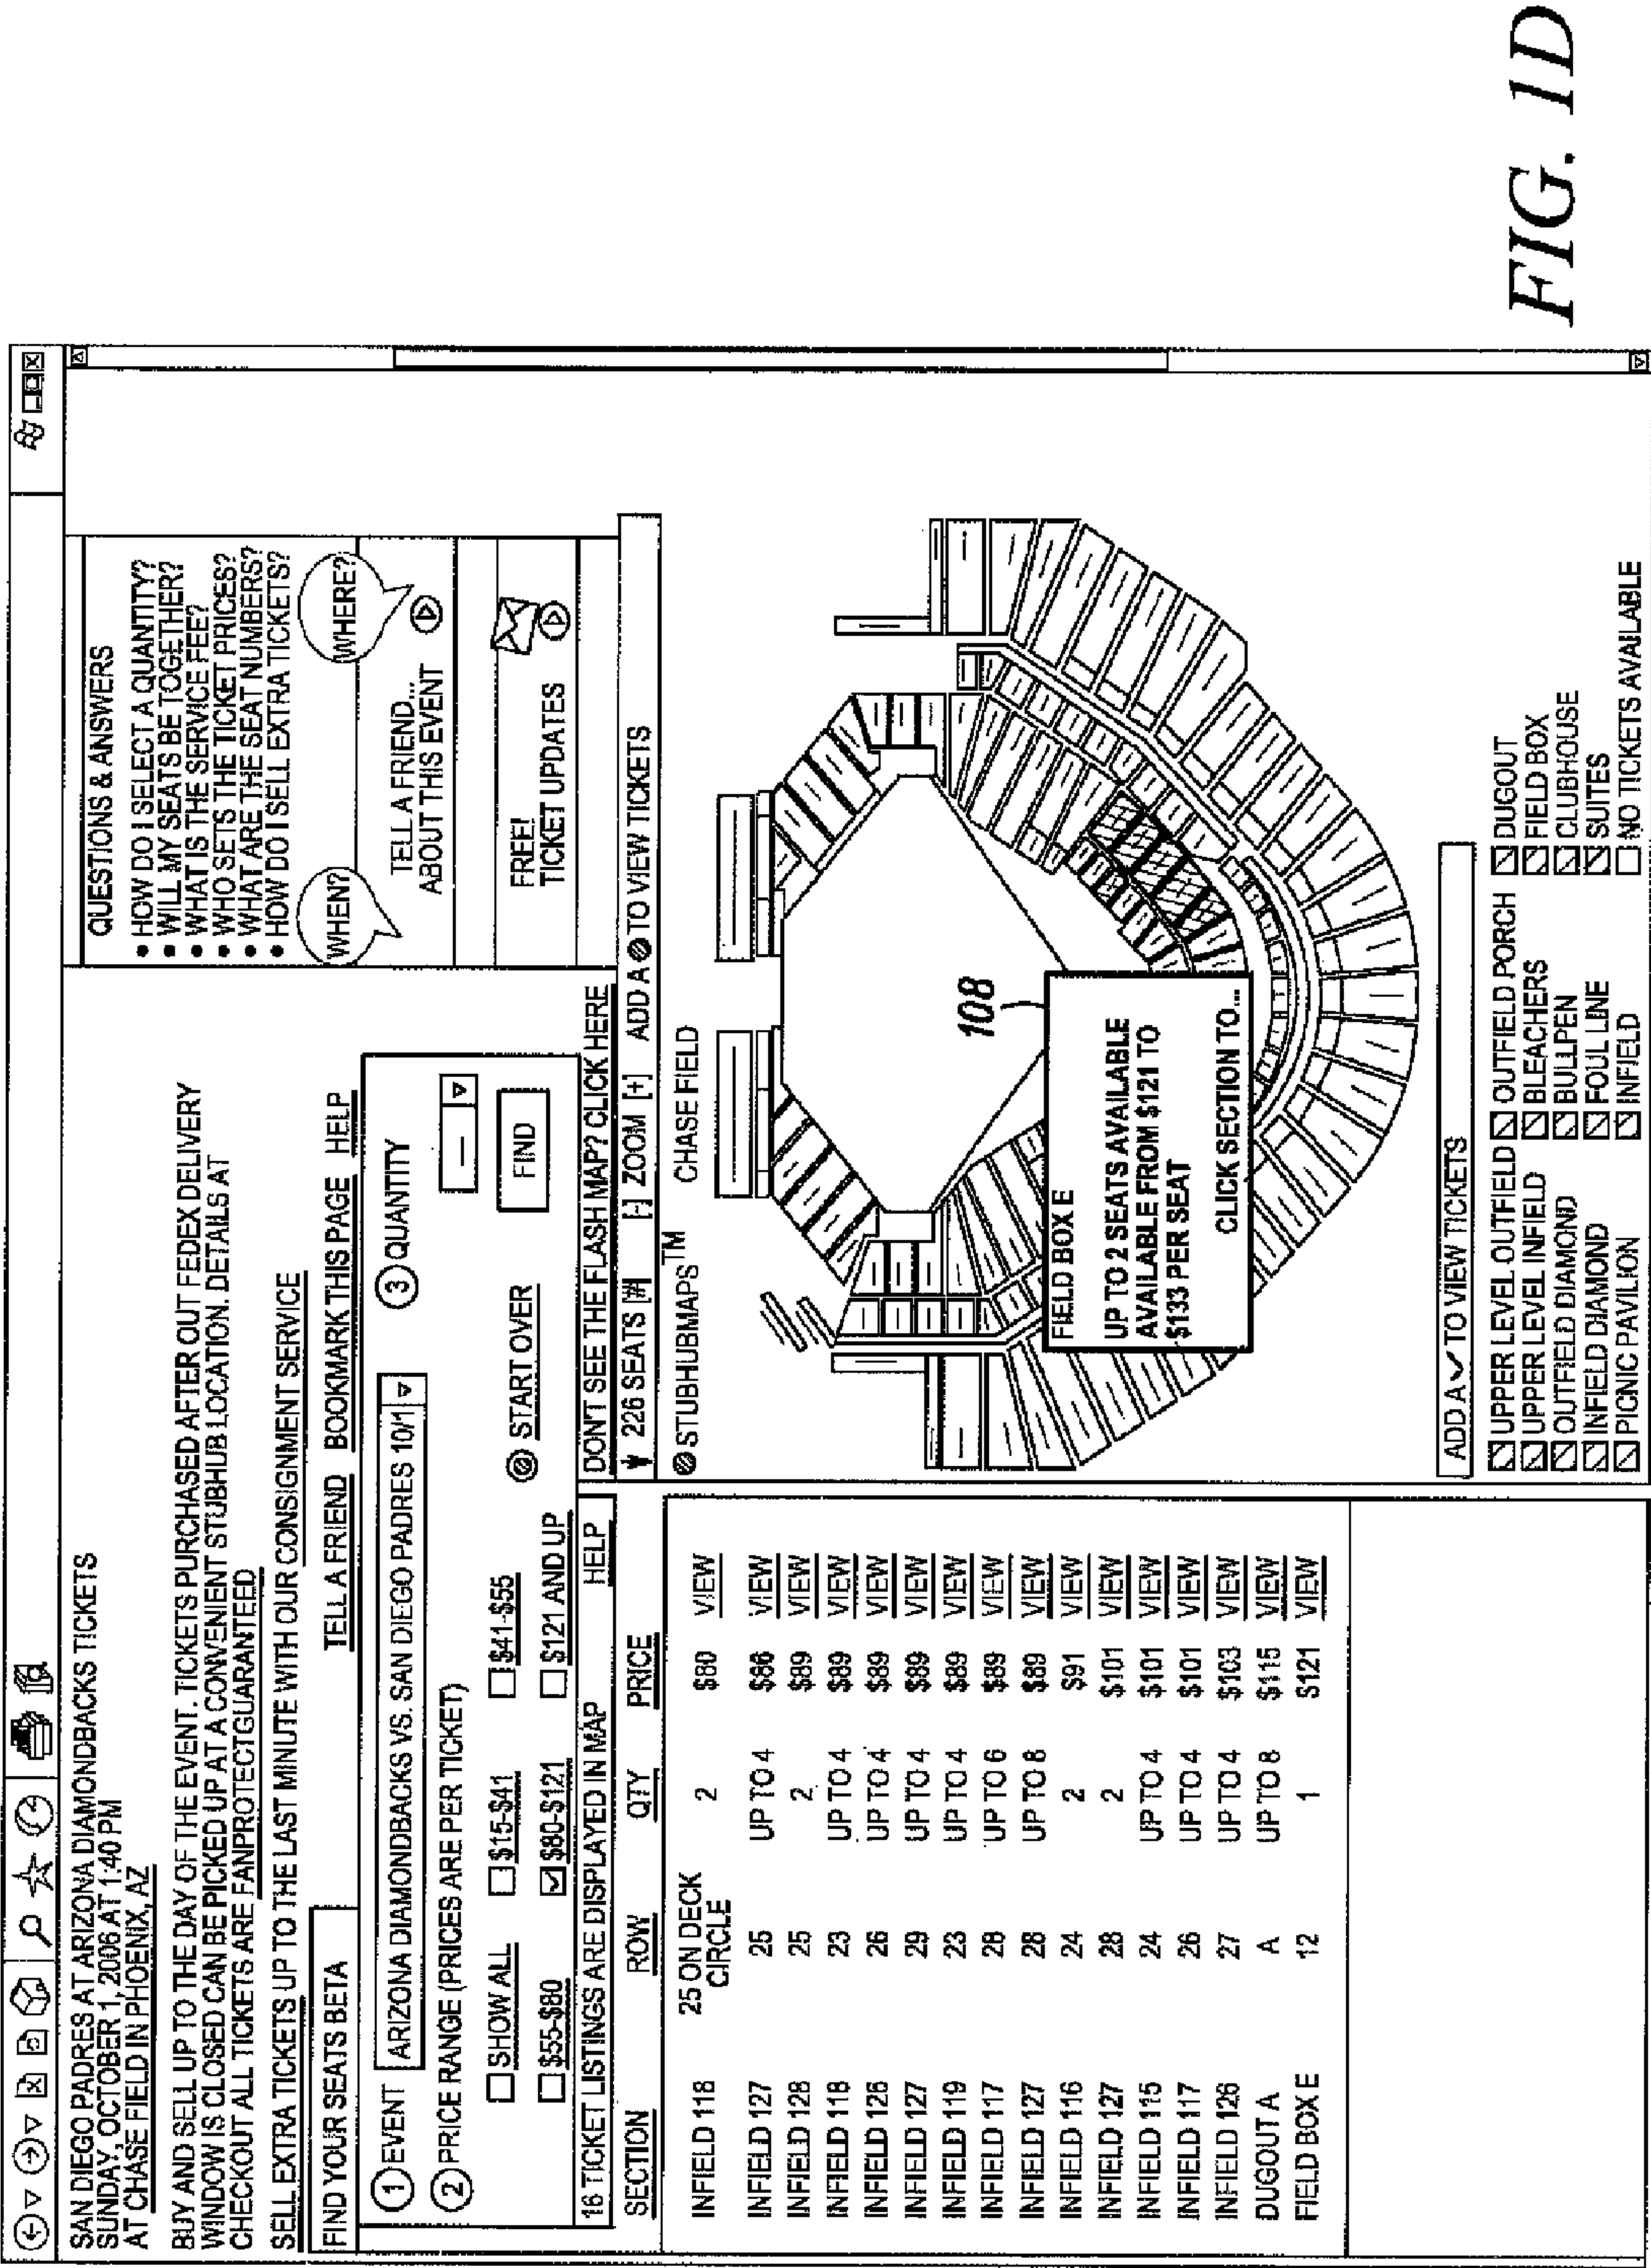 SAN DIEGO PADRES AT ARIZONA DIAMONDBACKS TICKETS
SUNDAY, OCTOBER 1, 2006 AT 1:40 PM
AT CHASE FIELD IN PHOENIX, AZ
BUY AND SELL UP TO THE DAY OF THE EVENT. TICKETS PURCHASED AFTER OUT FEDEX DELIVERY
WINDOW IS CLOSED CAN BE PICKED UP AT A CONVENIENT STUBHUB LOCATION. DETAILS AT
CHECKOUT ALL TICKETS ARE FANPROTECTGUARANTEED
SELL EXTRA TICKETS UP TO THE LAST MINUTE WITH OUR CONSIGNMENT SERVICE
TELL A FRIEND BOOKMARK THIS PAGE HELP
QUESTIONS & ANSWERS
• HOW DO I SELECT A QUANTITY?
• WILL MY SEATS BE TOGETHER?
• WHAT IS THE SERVICE FEE?
• WHO SETS THE TICKET PRICES?
• WHAT ARE THE SEAT NUMBERS?
• HOW DO I SELL EXTRA TICKETS?
WHEN?
WHERE?
TELL A FRIEND...
ABOUT THIS EVENT
FREE!
TICKET UPDATES
FIND YOUR SEATS BETA
1 EVENT ARIZONA DIAMONDBACKS VS. SAN DIEGO PADRES 10/1 3 QUANTITY
2 PRICE RANGE (PRICES ARE PER TICKET)
SHOW ALL $15-$41 $41-$55
$55-$80 $80-$121 $121 AND UP
START OVER
FIND
16 TICKET LISTINGS ARE DISPLAYED IN MAP HELP
SECTION ROW QTY PRICE
INFIELD 118 25 ON DECK CIRCLE 2 $80 VIEW
INFIELD 127 25 UP TO 4 $86 VIEW
INFIELD 128 25 2 $89 VIEW
INFIELD 118 23 UP TO 4 $89 VIEW
INFIELD 126 26 UP TO 4 $89 VIEW
INFIELD 127 29 UP TO 4 $89 VIEW
INFIELD 119 23 UP TO 4 $89 VIEW
INFIELD 117 28 UP TO 6 $89 VIEW
INFIELD 127 28 UP TO 8 $89 VIEW
INFIELD 116 24 2 $91 VIEW
INFIELD 127 28 2 $101 VIEW
INFIELD 115 24 UP TO 4 $101 VIEW
INFIELD 117 26 UP TO 4 $101 VIEW
INFIELD 126 27 UP TO 4 $103 VIEW
DUGOUT A A UP TO 8 $115 VIEW
FIELD BOX E 12 1 $121 VIEW
DON'T SEE THE FLASH MAP? CLICK HERE
226 SEATS [#] [-] ZOOM [+] ADD A TO VIEW TICKETS
STUBHUBMAPS TM CHASE FIELD
108
FIELD BOX E
UP TO 2 SEATS AVAILABLE
AVAILABLE FROM $121 TO
$133 PER SEAT
CLICK SECTION TO...
ADD A ✓ TO VIEW TICKETS
UPPER LEVEL OUTFIELD OUTFIELD PORCH DUGOUT
UPPER LEVEL INFIELD BLEACHERS FIELD BOX
OUTFIELD DIAMOND BULLPEN CLUBHOUSE
INFIELD DIAMOND FOUL LINE SUITES
PICNIC PAVILION INFIELD NO TICKETS AVAILABLE
FIG. 1D